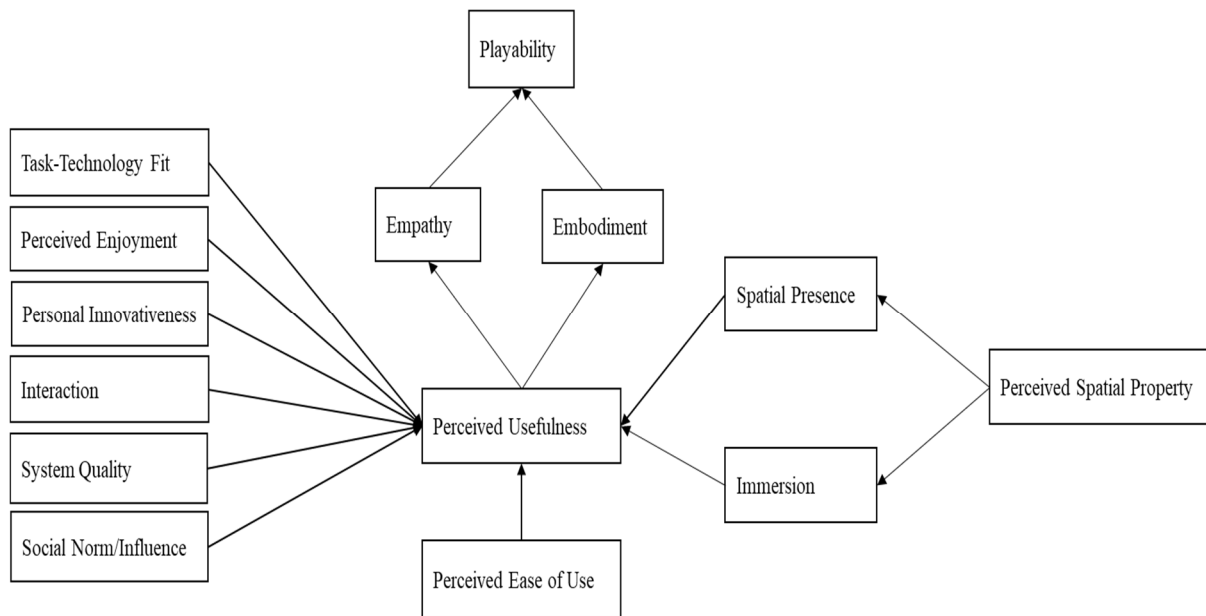 Playability
Task-Technology Fit
Empathy
Embodiment
Perceived Enjoyment
Spatial Presence
Personal Innovativeness
Interaction
Perceived Spatial Property
Perceived Usefulness
System Quality
Immersion
Social Norm/Influence
Perceived Ease of Use